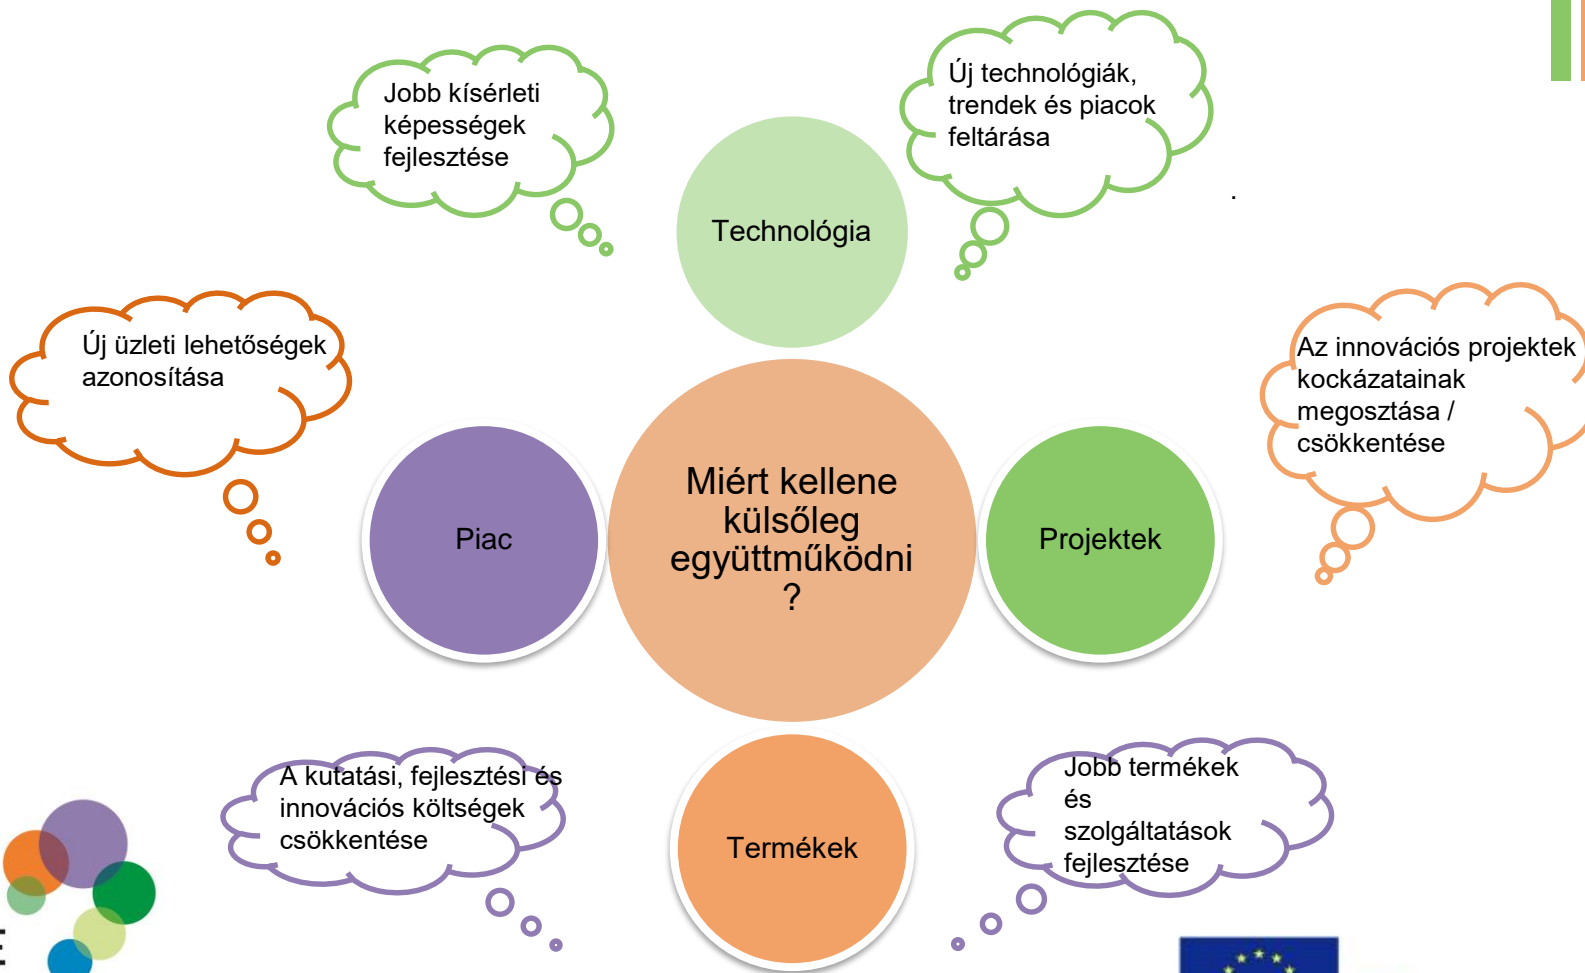 Jobb kísérleti
képességek
fejlesztése
Új technológiák,
trendek és piacok
feltárása
.
Technológia
Új üzleti lehetőségek
azonosítása
Az innovációs projektek
kockázatainak
megosztása /
csökkentése
Piac
Miért kellene
külsőleg
együttműködni
?
Projektek
A kutatási, fejlesztési és
innovációs költségek
csökkentése
Termékek
Jobb termékek
és
szolgáltatások
fejlesztése
E